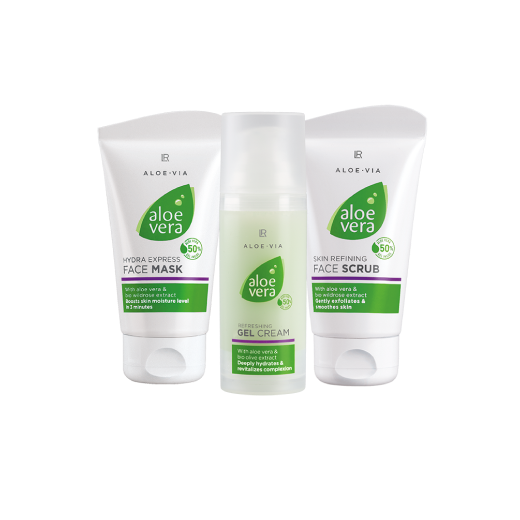 LR
ALOE·VIA
aloe
vera
50%
HYDRA EXPRESS
FACE MASK
With aloe vera &
bio wildrose extract
Boosts skin moisture level
in 2 minutes
LR
ALOE·VIA
aloe
vera
50%
REFRESHING
GEL CREAM
With aloe vera &
bio olive extract
Deeply hydrates &
revitalizes complexion
LR
ALOE·VIA
aloe
vera
50%
SKIN REFINING
FACE SCRUB
With aloe vera &
bio wildrose extract
Gently exfoliates &
smoothes skin